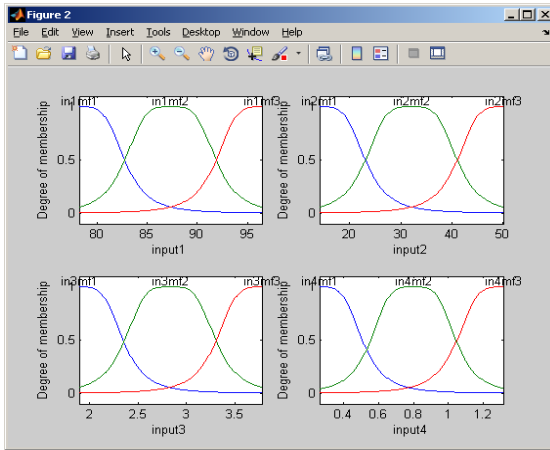 Figure 2
File Edit View Insert Tools Desktop Window Help
in1mf1 in1mf2 in1mf3
Degree of membership
1
0.5
0
80 85 90 95
input1
in2mf1 in2mf2 in2mf3
Degree of membership
1
0.5
0
20 30 40 50
input2
in3mf1 in3mf2 in3mf3
Degree of membership
1
0.5
0
2 2.5 3 3.5
input3
in4mf1 in4mf2 in4mf3
Degree of membership
1
0.5
0
0.4 0.6 0.8 1 1.2
input4